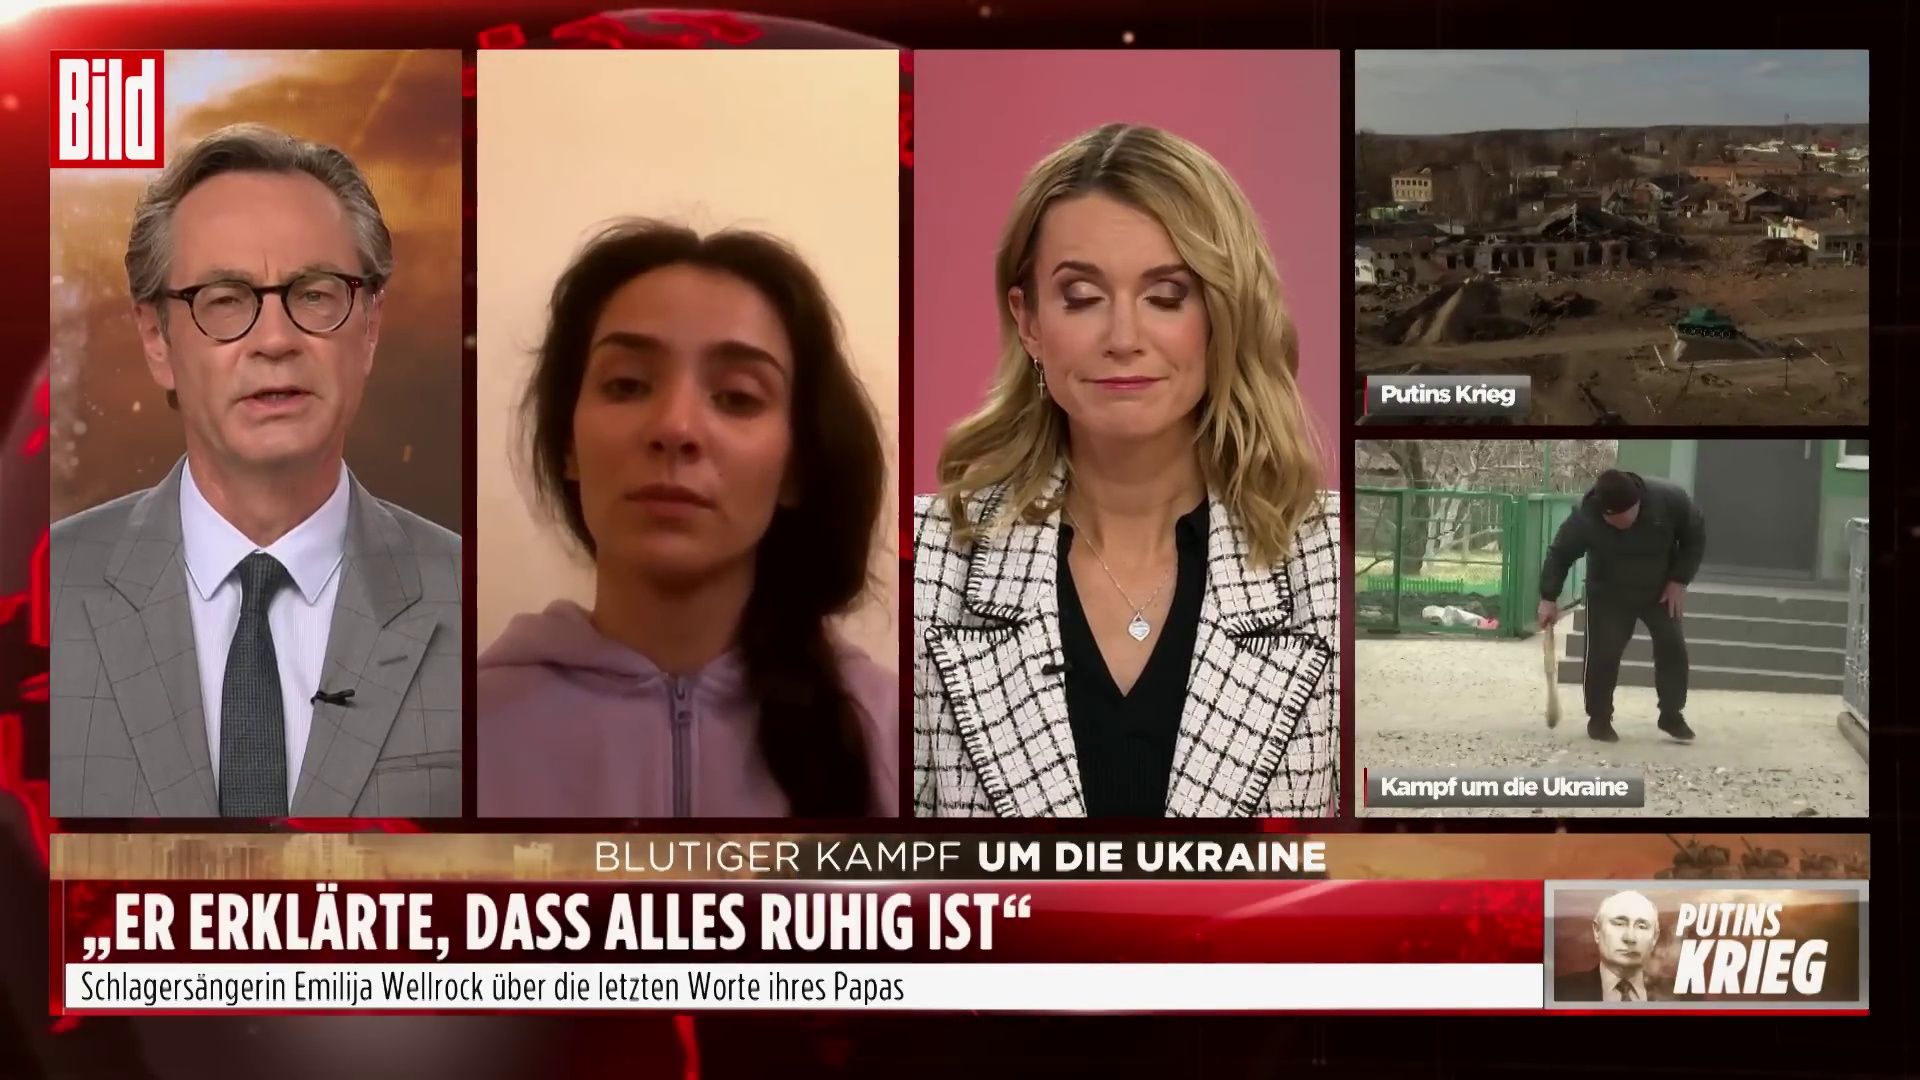 Bild
Putins Krieg
Kampf um die Ukraine
BLUTIGER KAMPF UM DIE UKRAINE
„ER ERKLÄRTE, DASS ALLES RUHIG IST“
Schlagersängerin Emilija Wellrock über die letzten Worte ihres Papas
PUTINS
KRIEG